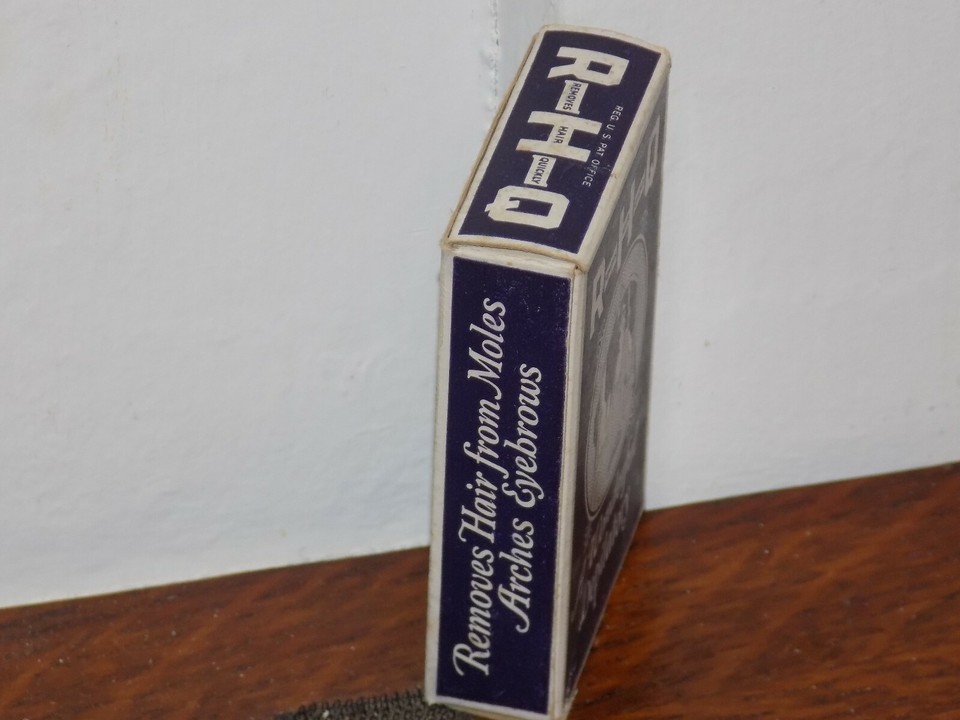 R-H-Q
REMOVES HAIR QUICKLY
REG. U. S. PAT. OFFICE
Removes Hair from Moles
Arches Eyebrows
R-H-Q